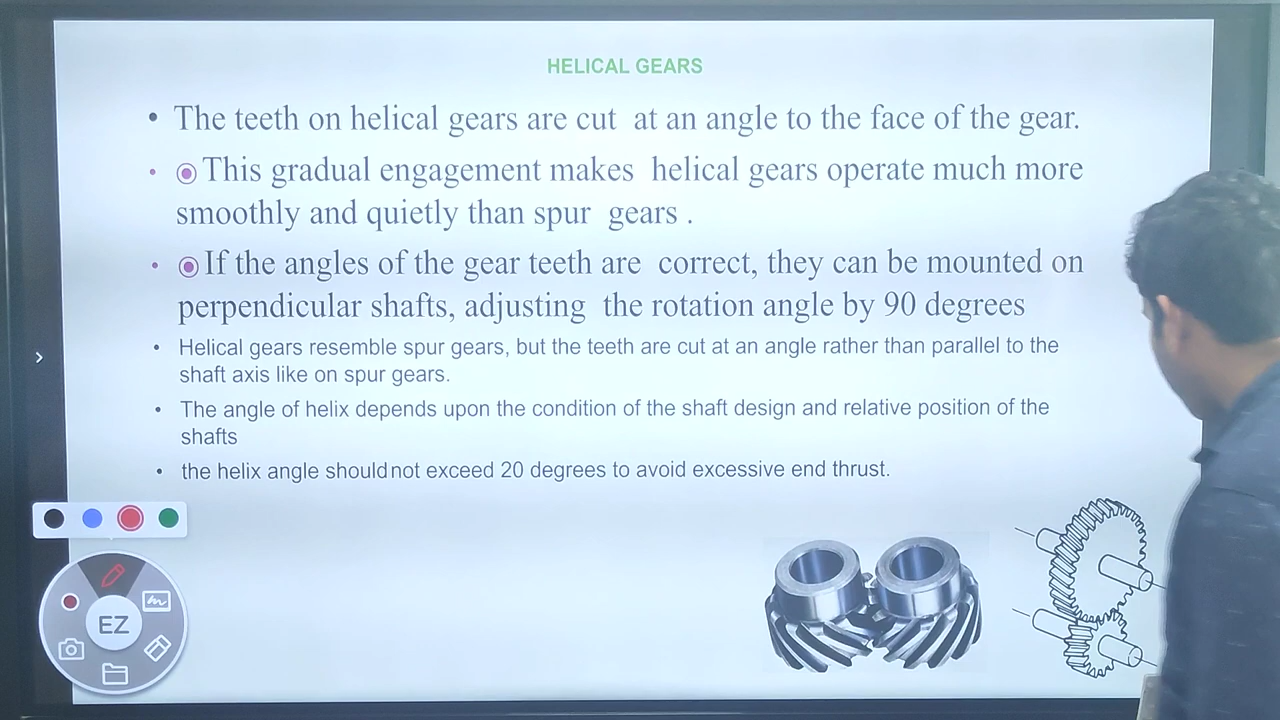 HELICAL GEARS
• The teeth on helical gears are cut at an angle to the face of the gear.
• This gradual engagement makes helical gears operate much more
smoothly and quietly than spur gears .
• If the angles of the gear teeth are correct, they can be mounted on
perpendicular shafts, adjusting the rotation angle by 90 degrees
• Helical gears resemble spur gears, but the teeth are cut at an angle rather than parallel to the
shaft axis like on spur gears.
• The angle of helix depends upon the condition of the shaft design and relative position of the
shafts
• the helix angle should not exceed 20 degrees to avoid excessive end thrust.
EZ